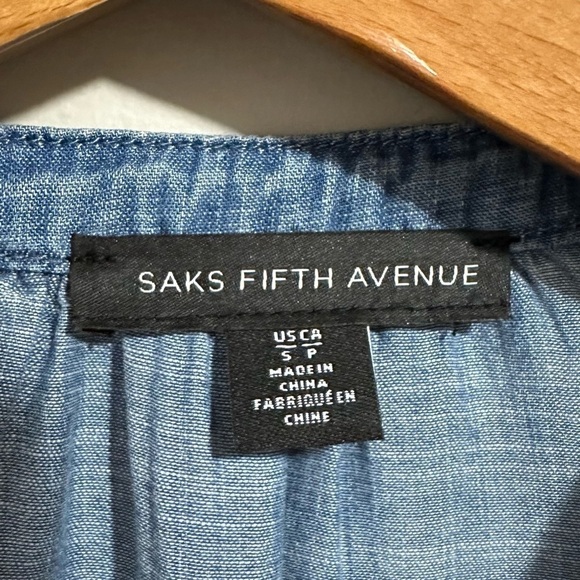 SAKS FIFTH AVENUE
US CA
S P
MADE IN
CHINA
FABRIQUÉ EN
CHINE